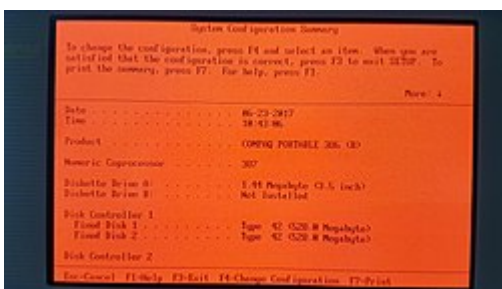 System Configuration Summary
To change the configuration, press F4 and select an item. When you are
satisfied that the configuration is correct, press F3 to exit SETUP. To
print the summary, press F7. For help, press F1.
More: ↓
Date . . . . . . . . . . . . . 06-23-2017
Time . . . . . . . . . . . . . 10:43:06
Product . . . . . . . . . . . COMPAQ PORTABLE 386 (R)
Numeric Coprocessor . . . . . 387
Diskette Drive A: . . . . . . 1.44 Megabyte (3.5 inch)
Diskette Drive B: . . . . . . Not Installed
Disk Controller 1
Fixed Disk 1 . . . . . . . . Type 42 (528.0 Megabyte)
Fixed Disk 2 . . . . . . . . Type 42 (528.0 Megabyte)
Disk Controller 2
Esc-Cancel F1-Help F3-Exit F4-Change Configuration F7-Print